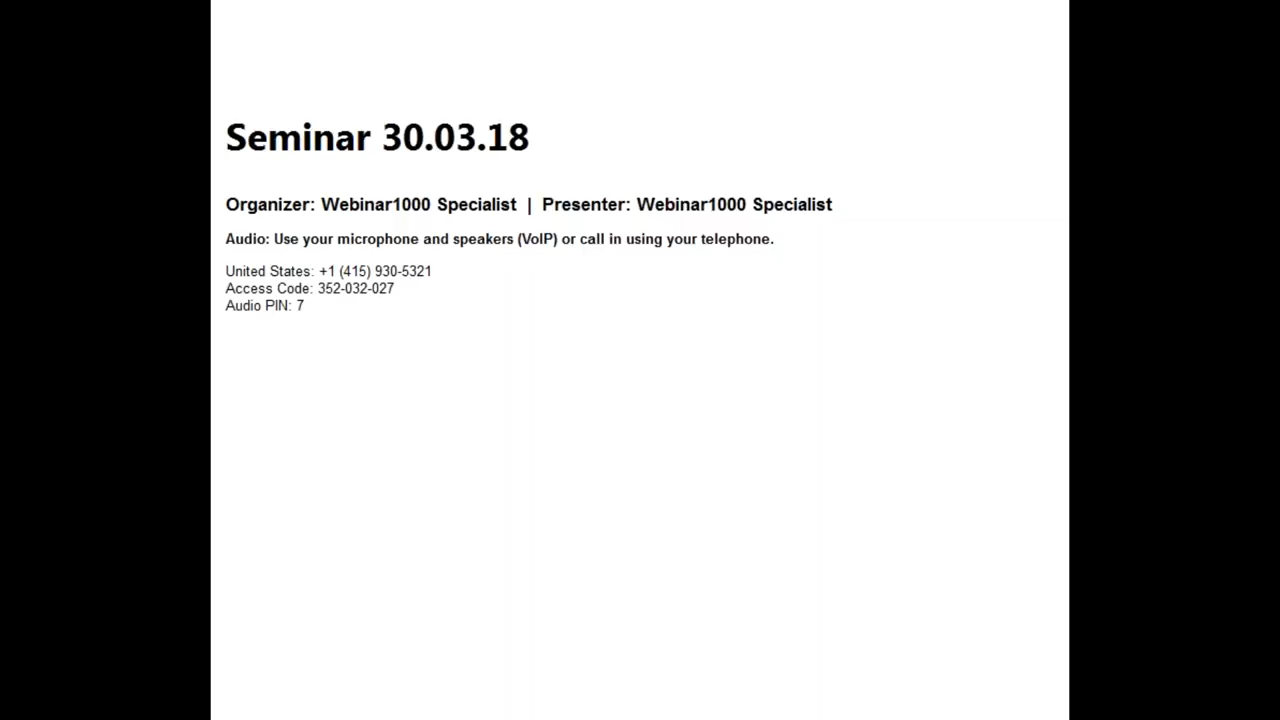 Seminar 30.03.18
Organizer: Webinar1000 Specialist | Presenter: Webinar1000 Specialist
Audio: Use your microphone and speakers (VoIP) or call in using your telephone.
United States: +1 (415) 930-5321
Access Code: 352-032-027
Audio PIN: 7